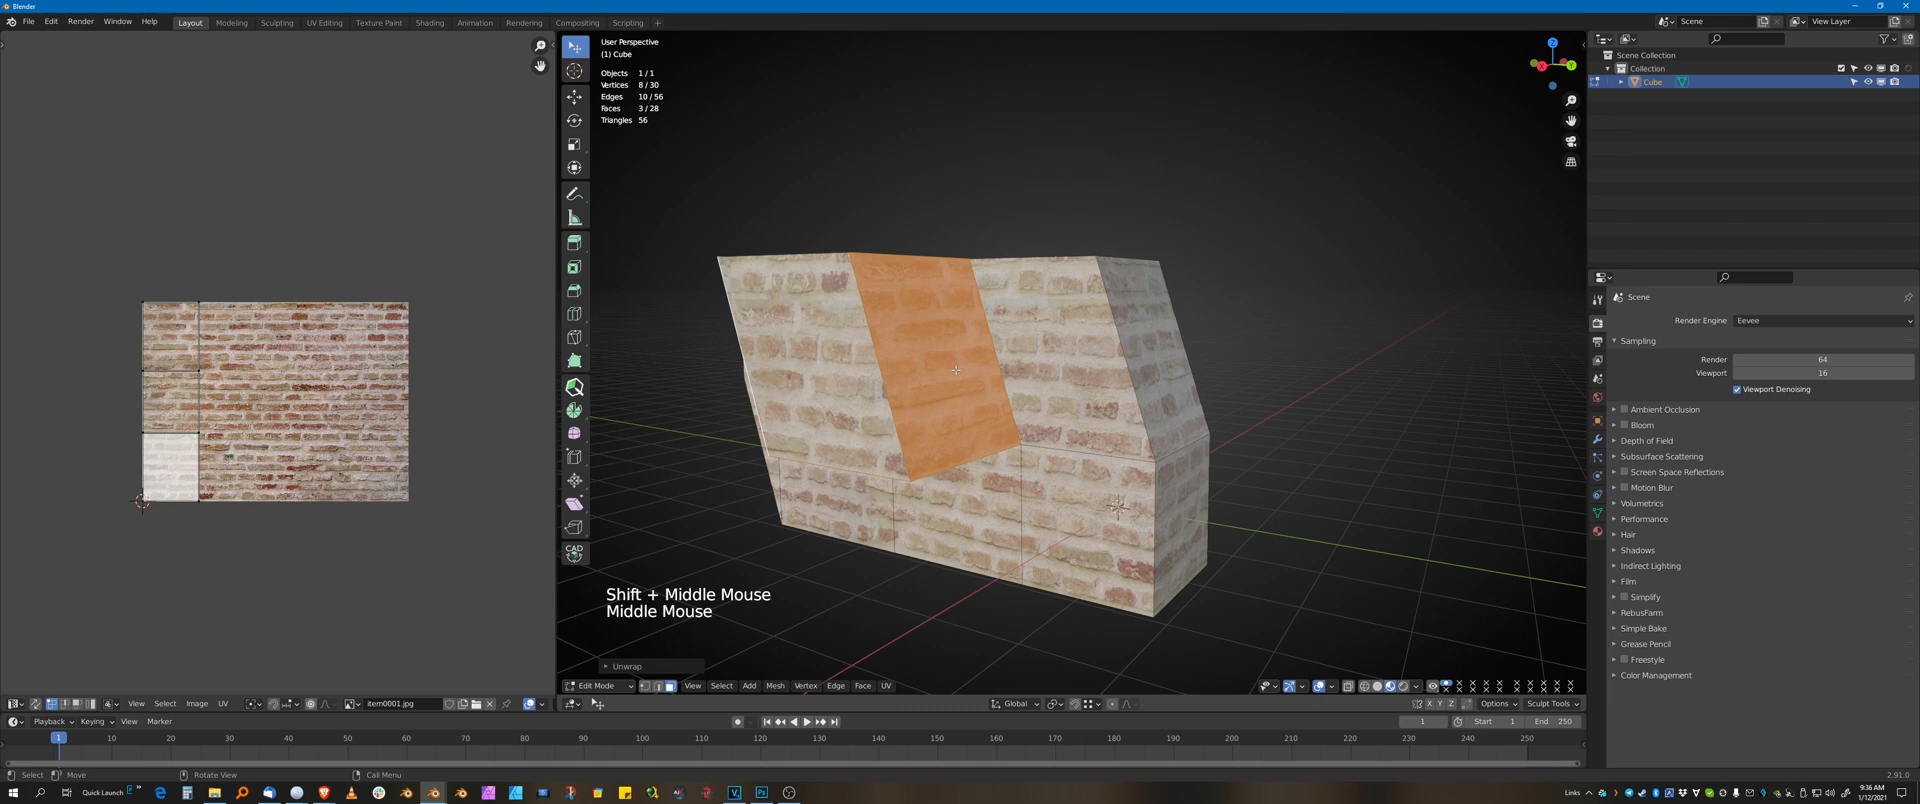 Blender
File Edit Render Window Help Layout Modeling Sculpting UV Editing Texture Paint Shading Animation Rendering Compositing Scripting +
Scene View Layer
User Perspective
(1) Cube
Objects 1 / 1
Vertices 8 / 30
Edges 10 / 56
Faces 3 / 28
Triangles 56
Z
X
Y
Scene Collection
Collection
Cube
Scene
Render Engine Eevee
Sampling
Render 64
Viewport 16
Viewport Denoising
Ambient Occlusion
Bloom
Depth of Field
Subsurface Scattering
Screen Space Reflections
Motion Blur
Volumetrics
Performance
Hair
Shadows
Indirect Lighting
Film
Simplify
RebusFarm
Simple Bake
Grease Pencil
Freestyle
Color Management
CAD
Shift + Middle Mouse
Middle Mouse
Unwrap
Edit Mode View Select Add Mesh Vertex Edge Face UV
View Select Image UV item0001.jpg
Global X Y Z Options Sculpt Tools
Playback Keying View Marker
1 Start 1 End 250
1 10 20 30 40 50 60 70 80 90 100 110 120 130 140 150 160 170 180 190 200 210 220 230 240 250
Select Move Rotate View Call Menu
2.91.0
Quick Launch Links
9:36 AM
1/12/2021